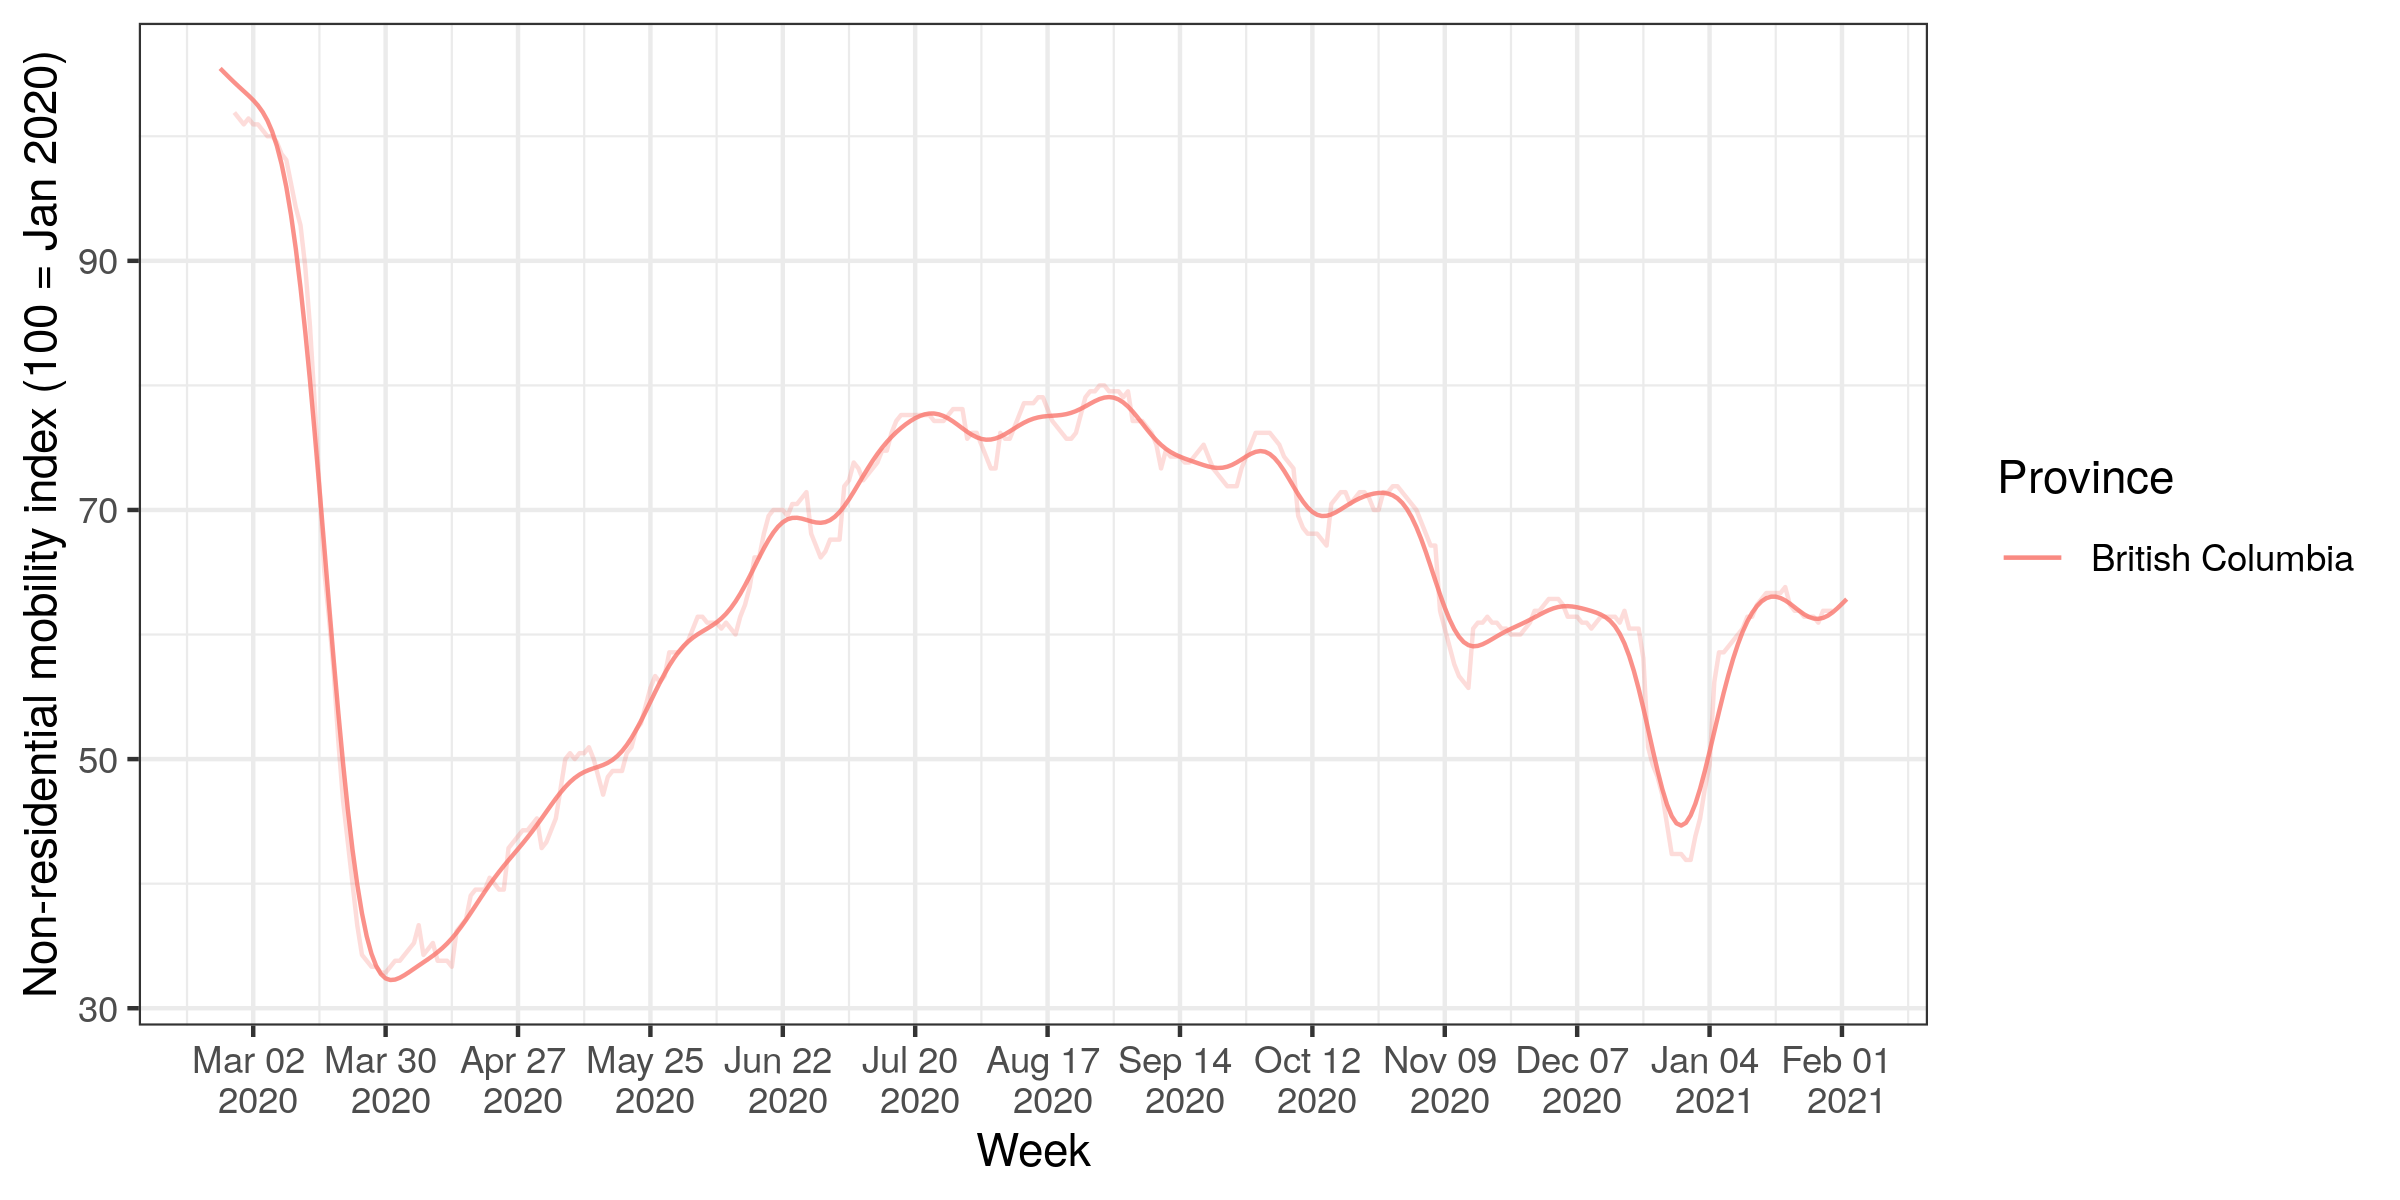 Non-residential mobility index (100 = Jan 2020)
90
70
50
30
Mar 02 2020
Mar 30 2020
Apr 27 2020
May 25 2020
Jun 22 2020
Jul 20 2020
Aug 17 2020
Sep 14 2020
Oct 12 2020
Nov 09 2020
Dec 07 2020
Jan 04 2021
Feb 01 2021
Week
Province
British Columbia